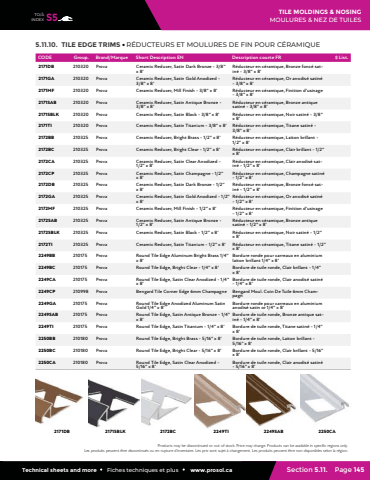 TOUS
INDEX S5
TILE MOLDINGS & NOSING
MOULURES & NEZ DE TUILES
5.11.10. TILE EDGE TRIMS • RÉDUCTEURS ET MOULURES DE FIN POUR CÉRAMIQUE
CODE Group. Brand/Marque Short Description EN Description courte FR $ List.
2171DB 210320 Prova Ceramic Reducer, Satin Dark Bronze - 3/8" Réducteur en céramique, Bronze foncé sat-
x 8' iné - 3/8" x 8'
2171GA 210320 Prova Ceramic Reducer, Satin Gold Anodized - Réducteur en céramique, Or anodisé satiné
3/8" x 8' - 3/8" x 8'
2171MF 210320 Prova Ceramic Reducer, Mill Finish - 3/8" x 8' Réducteur en céramique, Finition d'usinage
- 3/8" x 8'
2171SAB 210320 Prova Ceramic Reducer, Satin Antique Bronze - Réducteur en céramique, Bronze antique
3/8" x 8' satiné - 3/8" x 8'
2171SBLK 210320 Prova Ceramic Reducer, Satin Black - 3/8" x 8' Réducteur en céramique, Noir satiné - 3/8"
x 8'
2171TI 210320 Prova Ceramic Reducer, Satin Titanium - 3/8" x 8' Réducteur en céramique, Titane satiné -
3/8" x 8'
2172BB 210325 Prova Ceramic Reducer, Bright Brass - 1/2" x 8' Réducteur en céramique, Laiton brillant -
1/2" x 8'
2172BC 210325 Prova Ceramic Reducer, Bright Clear - 1/2" x 8' Réducteur en céramique, Clair brillant - 1/2"
x 8'
2172CA 210325 Prova Ceramic Reducer, Satin Clear Anodized - Réducteur en céramique, Clair anodisé sat-
1/2" x 8' iné - 1/2" x 8'
2172CP 210325 Prova Ceramic Reducer, Satin Champagne - 1/2" Réducteur en céramique, Champagne satiné
x 8' - 1/2" x 8'
2172DB 210325 Prova Ceramic Reducer, Satin Dark Bronze - 1/2" Réducteur en céramique, Bronze foncé sat-
x 8' iné - 1/2" x 8'
2172GA 210325 Prova Ceramic Reducer, Satin Gold Anodized - 1/2" Réducteur en céramique, Or anodisé satiné
x 8' - 1/2" x 8'
2172MF 210325 Prova Ceramic Reducer, Mill Finish - 1/2" x 8' Réducteur en céramique, Finition d'usinage
- 1/2" x 8'
2172SAB 210325 Prova Ceramic Reducer, Satin Antique Bronze - Réducteur en céramique, Bronze antique
1/2" x 8' satiné - 1/2" x 8'
2172SBLK 210325 Prova Ceramic Reducer, Satin Black - 1/2" x 8' Réducteur en céramique, Noir satiné - 1/2"
x 8'
2172TI 210325 Prova Ceramic Reducer, Satin Titanium - 1/2" x 8' Réducteur en céramique, Titane satiné - 1/2"
x 8'
2249BB 210175 Prova Round Tile Edge Aluminum Bright Brass 1/4" Bordure ronde pour carreaux en aluminium
x 8' laiton brillant 1/4" x 8'
2249BC 210175 Prova Round Tile Edge, Bright Clear - 1/4" x 8' Bordure de tuile ronde, Clair brillant - 1/4"
x 8'
2249CA 210175 Prova Round Tile Edge, Satin Clear Anodized - 1/4" Bordure de tuile ronde, Clair anodisé satiné
x 8' - 1/4" x 8'
2249CP 210998 Prova Bengard Tile Corner Edge 6mm Champagne Bengard Moul. Coin De Tuile 6mm Cham-
pagn
2249GA 210175 Prova Round Tile Edge Anodized Aluminum Satin Bordure ronde pour carreaux en aluminium
Gold 1/4" x 8' anodisé satin or 1/4" x 8'
2249SAB 210175 Prova Round Tile Edge, Satin Antique Bronze - 1/4" Bordure de tuile ronde, Bronze antique sat-
x 8' iné - 1/4" x 8'
2249TI 210175 Prova Round Tile Edge, Satin Titanium - 1/4" x 8' Bordure de tuile ronde, Titane satiné - 1/4"
x 8'
2250BB 210180 Prova Round Tile Edge, Bright Brass - 5/16" x 8' Bordure de tuile ronde, Laiton brillant -
5/16" x 8'
2250BC 210180 Prova Round Tile Edge, Bright Clear - 5/16" x 8' Bordure de tuile ronde, Clair brillant - 5/16"
x 8'
2250CA 210180 Prova Round Tile Edge, Satin Clear Anodized - Bordure de tuile ronde, Clair anodisé satiné
5/16" x 8' - 5/16" x 8'
2171DB 2171SBLK 2172BC 2249TI 2249SAB 2250CA
Products may be discontinued or out of stock. Price may change. Products can be available in specific regions only.
Les produits peuvent être discontinués ou en rupture d'inventaire. Les prix sont sujet à changement. Les produits peuvent être non disponibles selon la région.
Technical sheets and more • Fiches techniques et plus • www.prosol.ca Section 5.11. Page 145